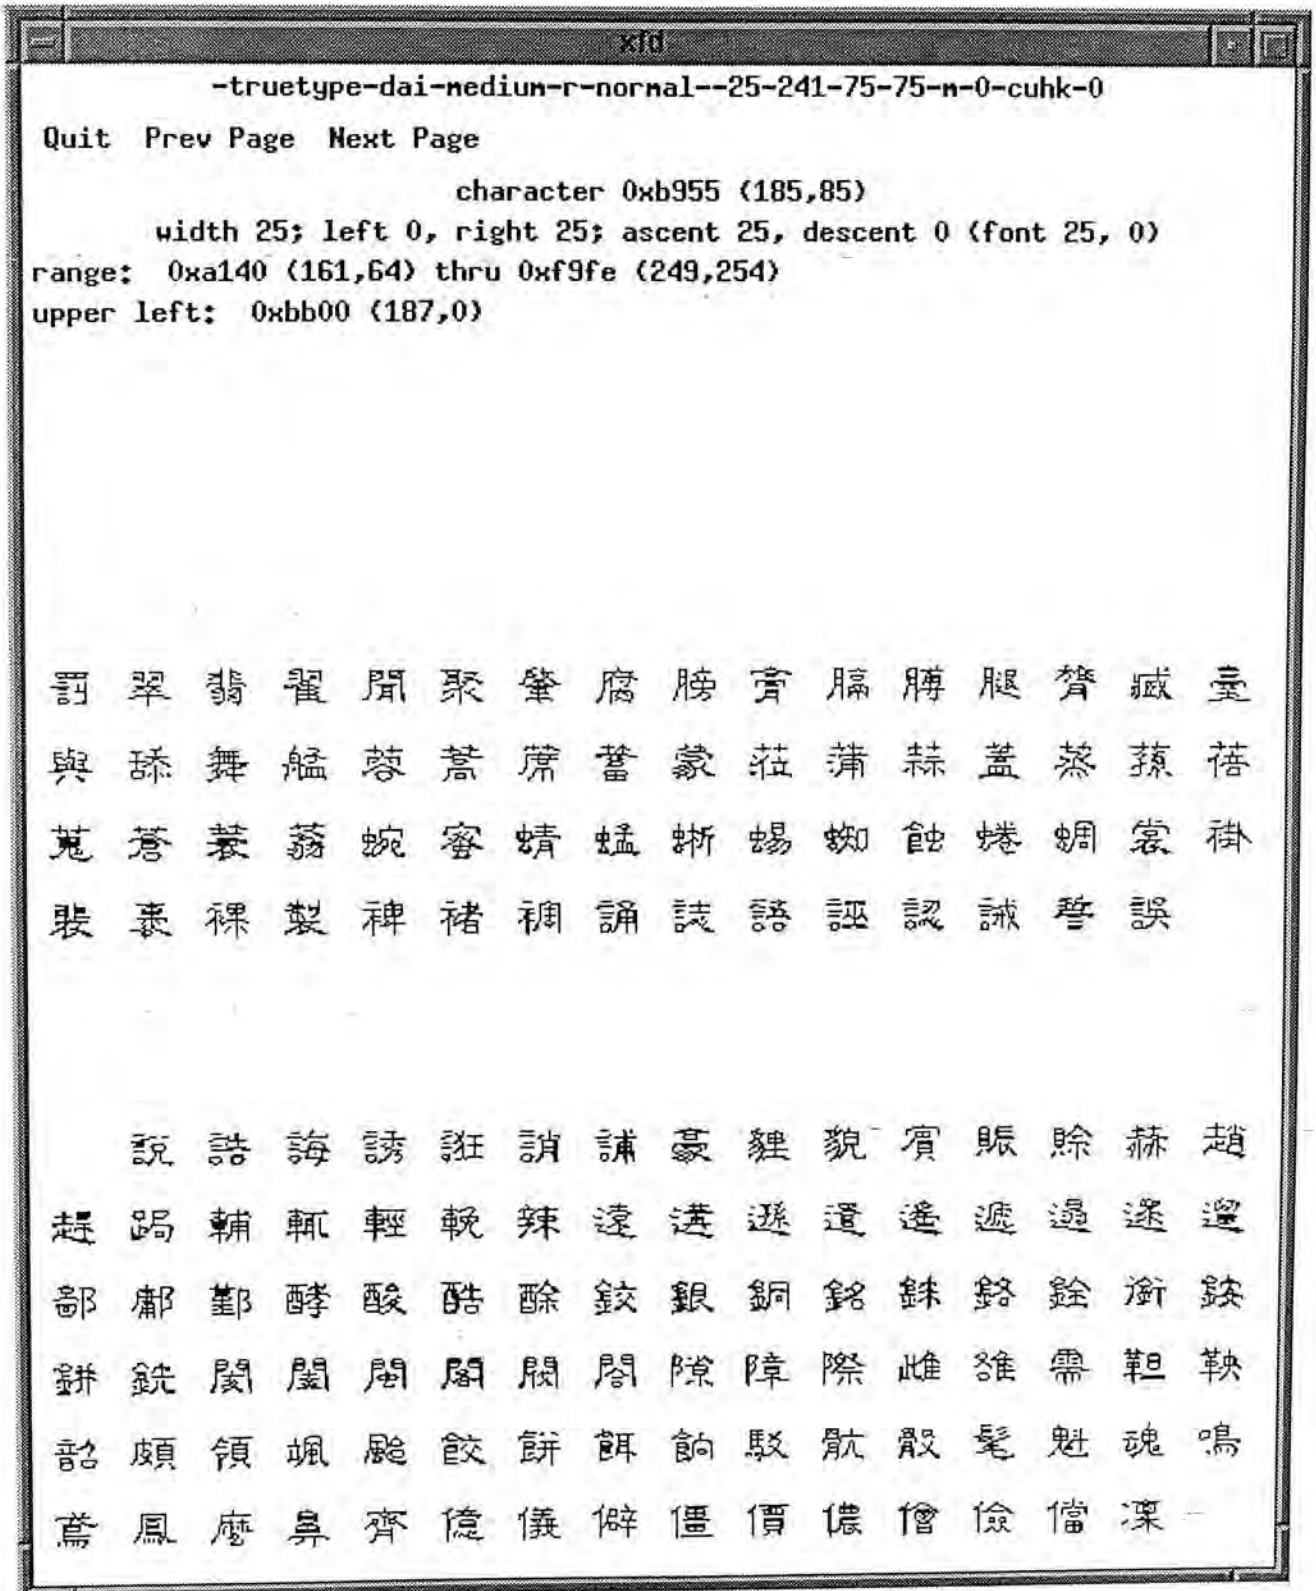 xfd
-truetype-dai-medium-r-normal--25-241-75-75-m-0-cuhk-0
Quit Prev Page Next Page
character 0xb955 (185,85)
width 25; left 0, right 25; ascent 25, descent 0 (font 25, 0)
range: 0xa140 (161,64) thru 0xf9fe (249,254)
upper left: 0xbb00 (187,0)
罰 翠 翡 翟 聞 聚 肇 腐 膀 膏 膈 膊 腿 膂 臧 臺
與 舔 舞 艋 蓉 蒿 蓆 蓄 蒙 蒞 蒲 蒜 蓋 蒸 蓀 蓓
蒐 蒼 蓑 蓊 蜿 蜜 蜻 蜢 蜥 蜴 蜘 蝕 蜷 蜩 裳 褂
裴 裹 裸 製 裨 褚 裯 誦 誌 語 誣 認 誡 誓 誤
說 誥 誨 誘 誑 誚 誧 豪 貍 貌 賓 賑 賒 赫 趙
趕 跼 輔 輒 輕 輓 辣 遠 遘 遜 遣 遙 遞 遢 遝 遛
鄙 鄘 鄞 酵 酸 酷 酴 鉸 銀 銅 銘 銖 鉻 銓 銜 銨
鉼 銑 閡 閨 閩 閣 閥 閤 隙 障 際 雌 雒 需 靼 鞅
韶 頗 領 颯 颱 餃 餅 餌 餉 駁 骯 骰 髦 魁 魂 鳴
鳶 鳳 麼 鼻 齊 億 儀 僻 僵 價 儂 儈 儉 儅 凜